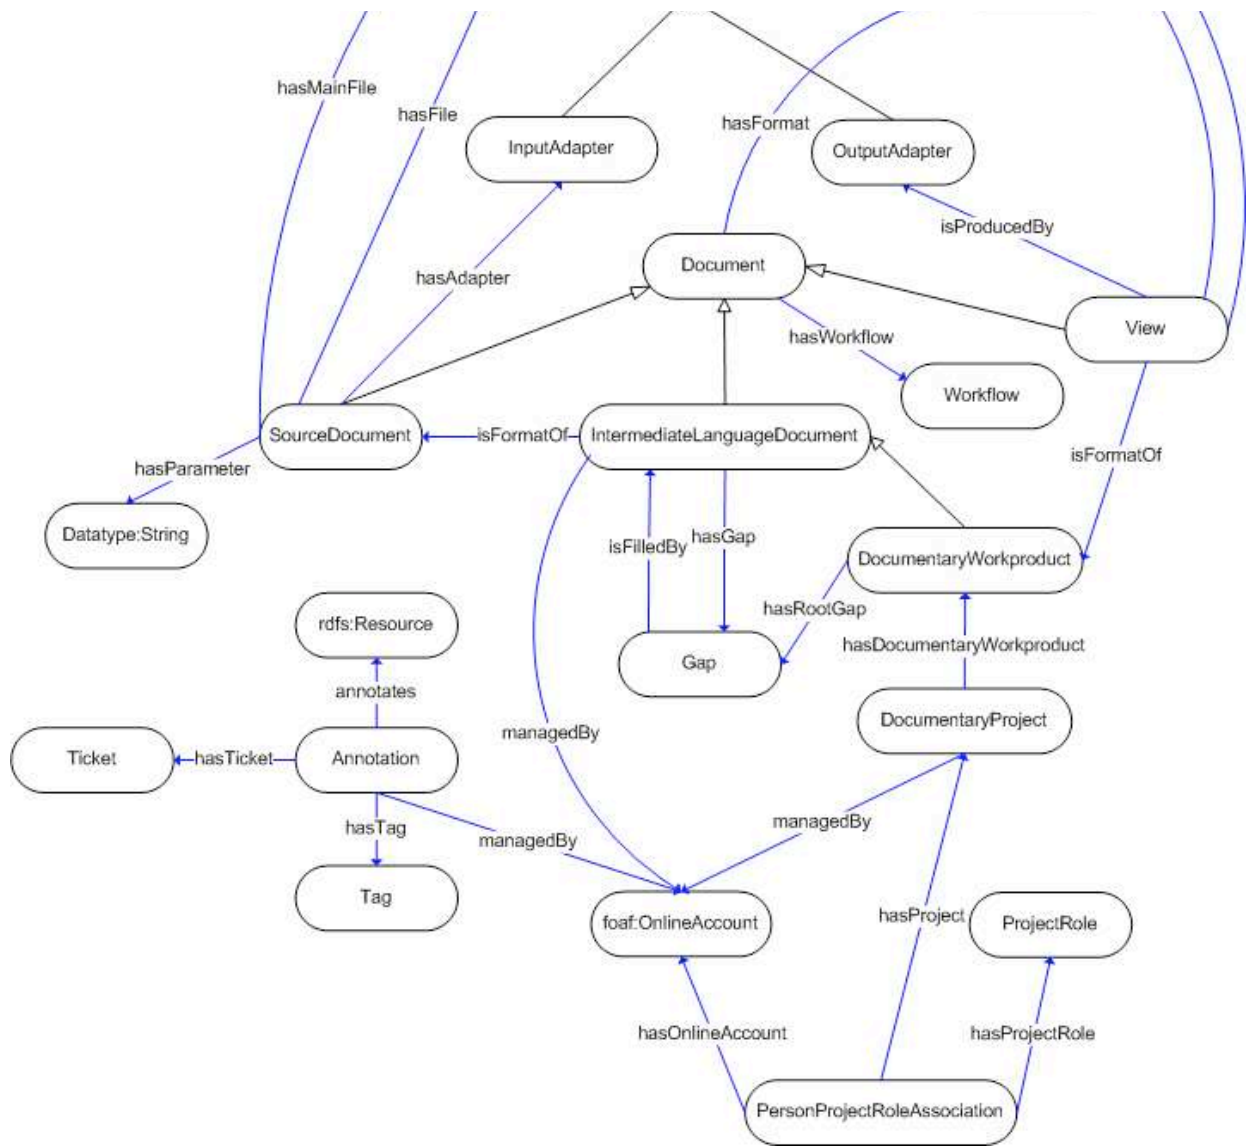 hasMainFile
hasFile
hasFormat
InputAdapter
OutputAdapter
isProducedBy
Document
hasAdapter
View
hasWorkflow
Workflow
SourceDocument
isFormatOf
IntermediateLanguageDocument
isFormatOf
hasParameter
Datatype:String
isFilledBy
hasGap
DocumentaryWorkproduct
hasRootGap
rdfs:Resource
hasDocumentaryWorkproduct
Gap
annotates
DocumentaryProject
managedBy
Ticket
hasTicket
Annotation
hasTag
managedBy
managedBy
Tag
hasProject
foaf:OnlineAccount
ProjectRole
hasOnlineAccount
hasProjectRole
PersonProjectRoleAssociation